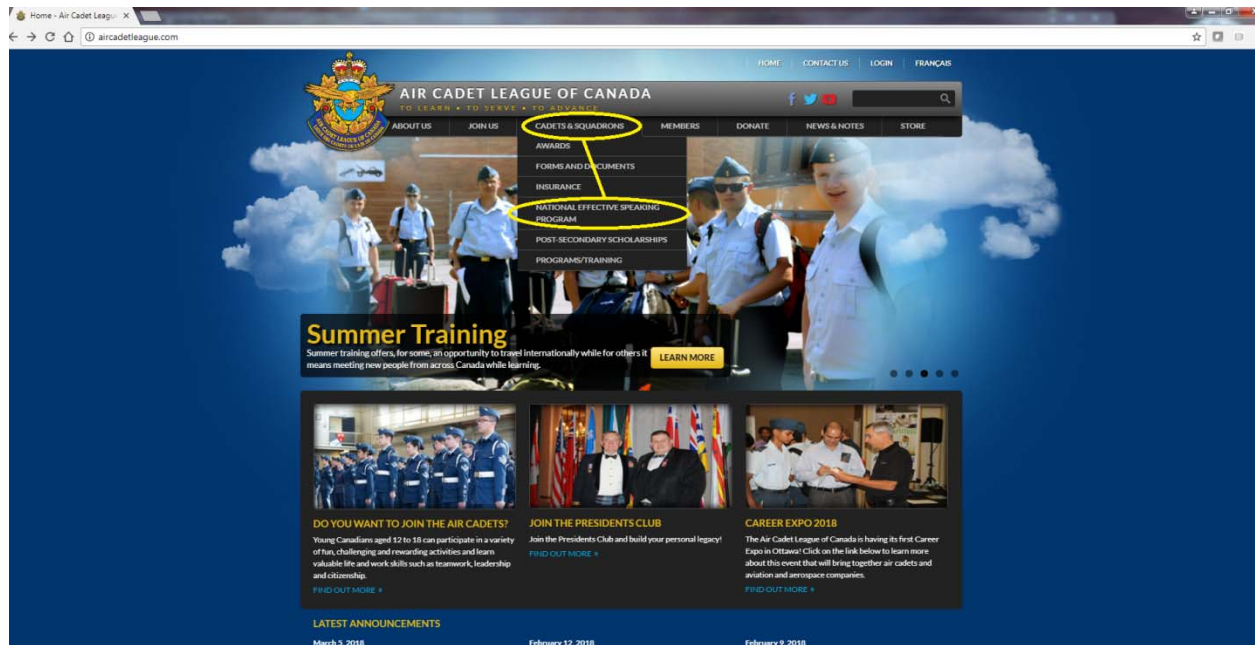 Home - Air Cadet Leagu
aircadetleague.com
HOME
CONTACT US
LOGIN
FRANÇAIS
AIR CADET LEAGUE OF CANADA
TO LEARN • TO SERVE • TO ADVANCE
ABOUT US
JOIN US
CADETS & SQUADRONS
MEMBERS
DONATE
NEWS & NOTES
STORE
AWARDS
FORMS AND DOCUMENTS
INSURANCE
NATIONAL EFFECTIVE SPEAKING
PROGRAM
POST-SECONDARY SCHOLARSHIPS
PROGRAMS/TRAINING
Summer Training
Summer training offers, for some, an opportunity to travel internationally while for others it
means meeting new people from across Canada while learning.
LEARN MORE
DO YOU WANT TO JOIN THE AIR CADETS?
Young Canadians aged 12 to 18 can participate in a variety
of fun, challenging and rewarding activities and learn
valuable life and work skills such as teamwork, leadership
and citizenship.
FIND OUT MORE »
JOIN THE PRESIDENTS CLUB
Join the Presidents Club and build your personal legacy!
FIND OUT MORE »
CAREER EXPO 2018
The Air Cadet League of Canada is having its first Career
Expo in Ottawa! Click on the link below to learn more
about this event that will bring together air cadets and
aviation and aerospace companies.
FIND OUT MORE »
LATEST ANNOUNCEMENTS
March 5, 2018
February 12, 2018
February 9, 2018